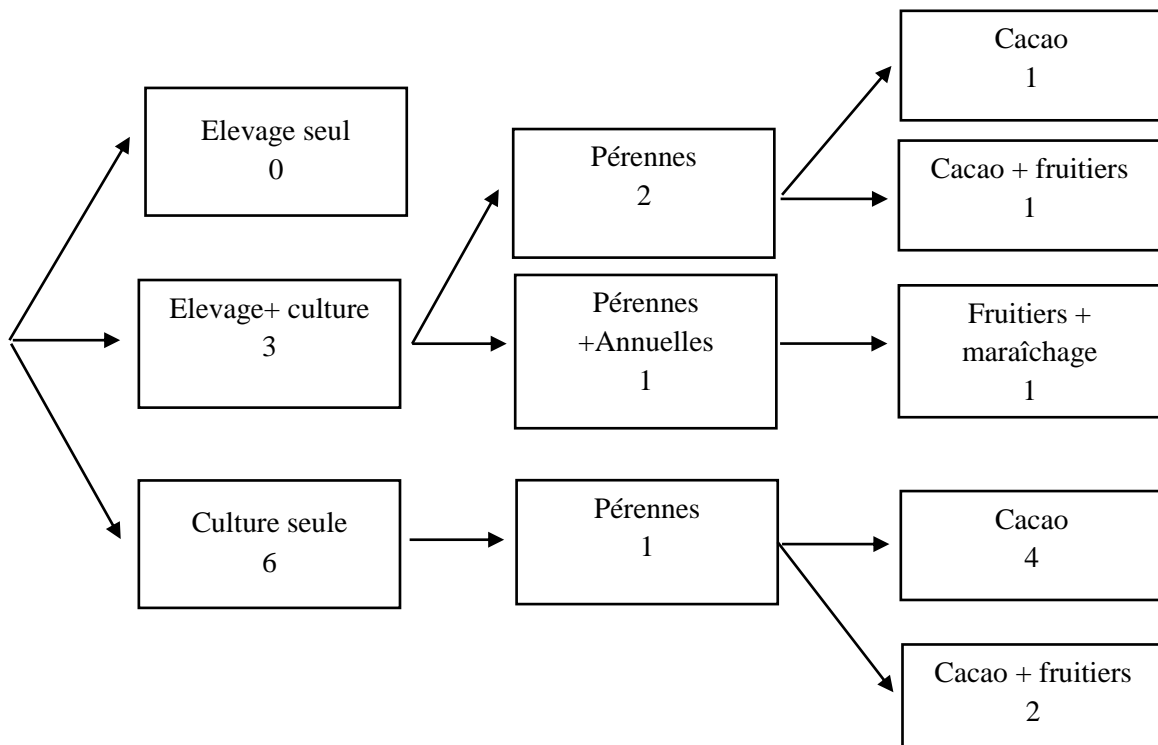 Elevage seul
0
Elevage+ culture
3
Culture seule
6
Pérennes
2
Pérennes
+Annuelles
1
Pérennes
1
Cacao
1
Cacao + fruitiers
1
Fruitiers +
maraîchage
1
Cacao
4
Cacao + fruitiers
2